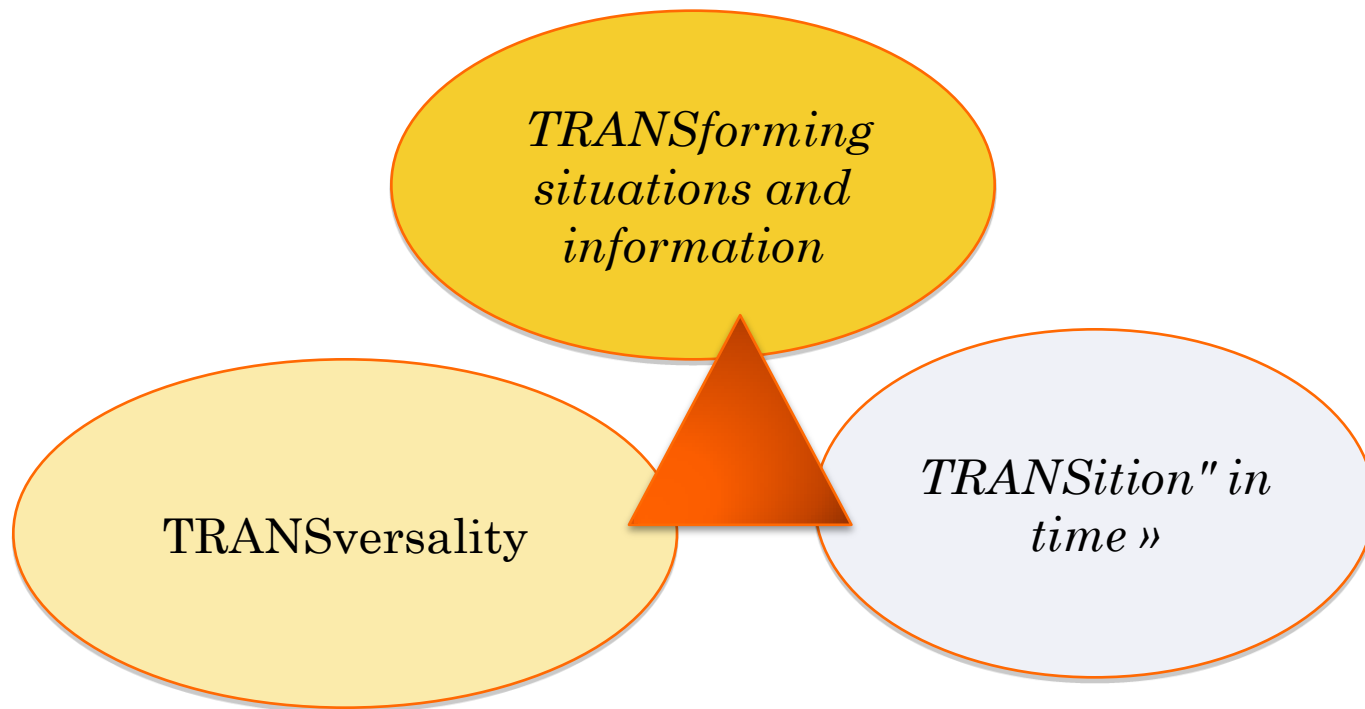 TRANSforming
situations and
information
TRANSversality
TRANSition" in
time »